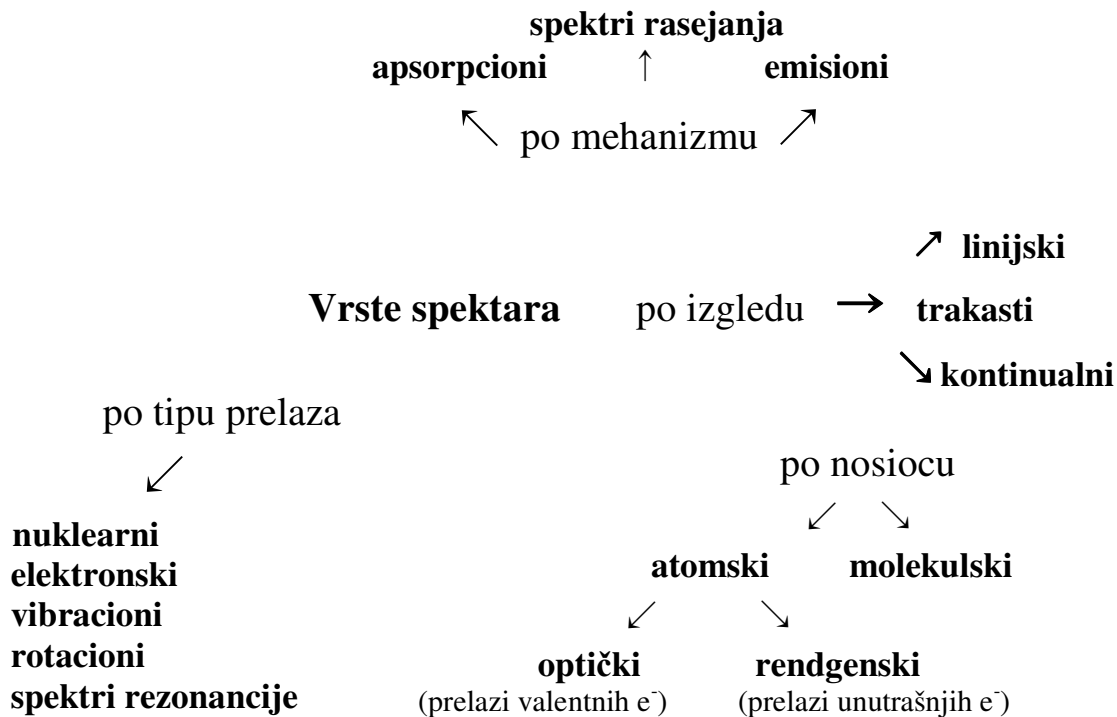 spektri rasejanja
apsorpcioni ↑ emisioni
↖ po mehanizmu ↗
↗ linijski
Vrste spektara po izgledu → trakasti
↘ kontinualni
po tipu prelaza
↙
nuklearni
elektronski
vibracioni
rotacioni
spektri rezonancije
po nosiocu
↙ ↘
atomski molekulski
↙ ↘
optički rendgenski
(prelazi valentnih e⁻) (prelazi unutrašnjih e⁻)